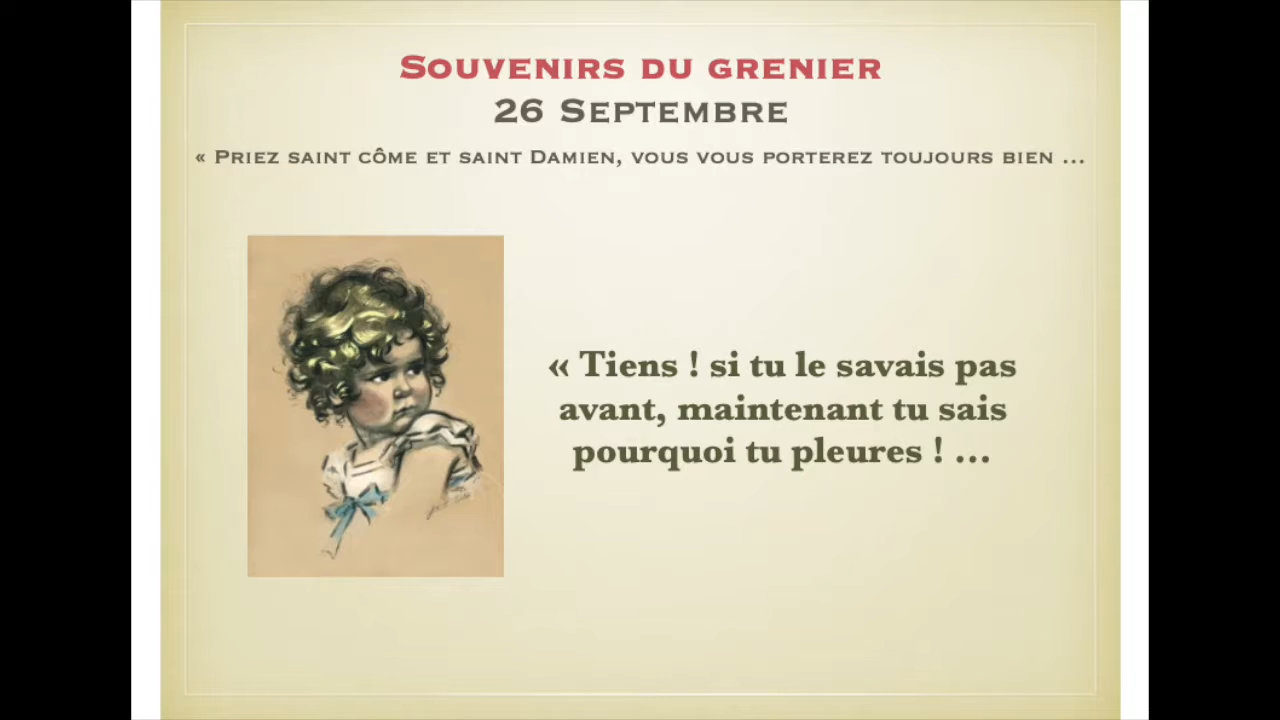 Souvenirs du grenier
26 Septembre
« Priez saint côme et saint Damien, vous vous porterez toujours bien ...
« Tiens ! si tu le savais pas
avant, maintenant tu sais
pourquoi tu pleures ! ...